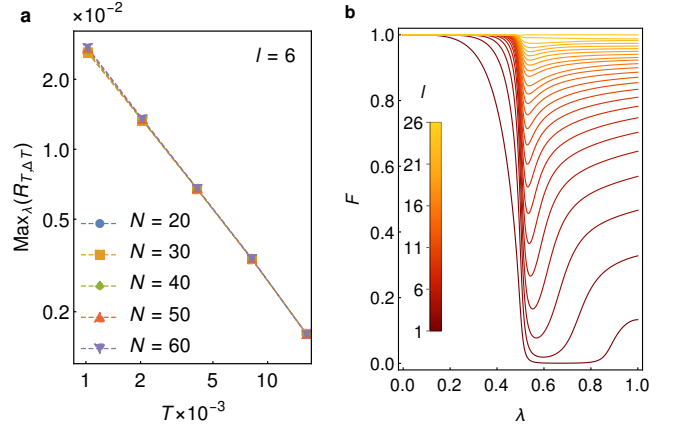 a
×10⁻²
l = 6
2.0
1.0
0.5
0.2
Max_λ(R_{T,ΔT})
N = 20
N = 30
N = 40
N = 50
N = 60
1 2 5 10
T×10⁻³
b
1.0
0.8
0.6
0.4
0.2
0.0
F
l
26
21
16
11
6
1
0.0 0.2 0.4 0.6 0.8 1.0
λ